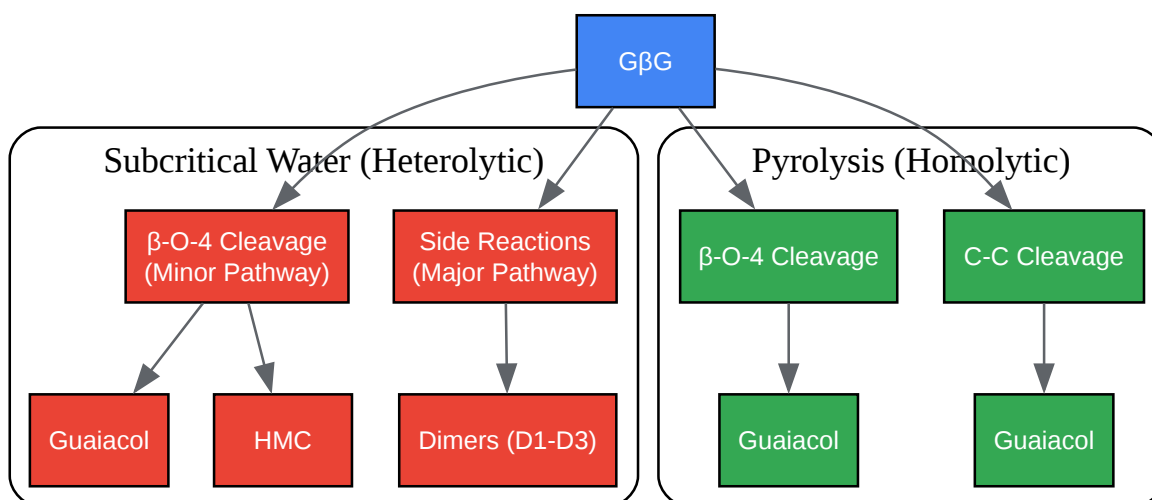 GβG
Subcritical Water (Heterolytic)
Pyrolysis (Homolytic)
β-O-4 Cleavage
(Minor Pathway)
Side Reactions
(Major Pathway)
β-O-4 Cleavage
C-C Cleavage
Guaiacol
HMC
Dimers (D1-D3)
Guaiacol
Guaiacol